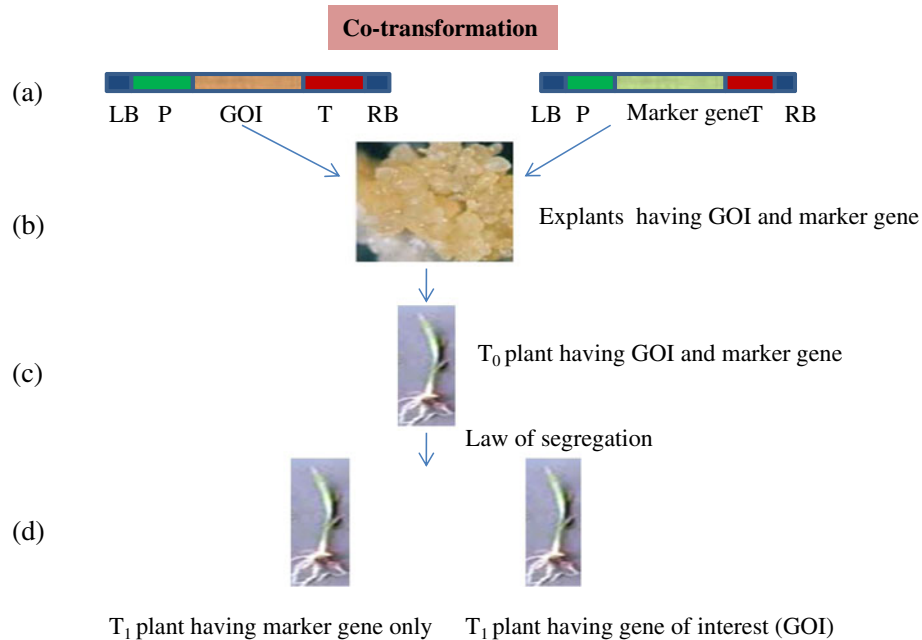 Co-transformation
(a)
LB P GOI T RB
LB P Marker gene T RB
(b)
Explants having GOI and marker gene
(c)
T0 plant having GOI and marker gene
Law of segregation
(d)
T1 plant having marker gene only
T1 plant having gene of interest (GOI)